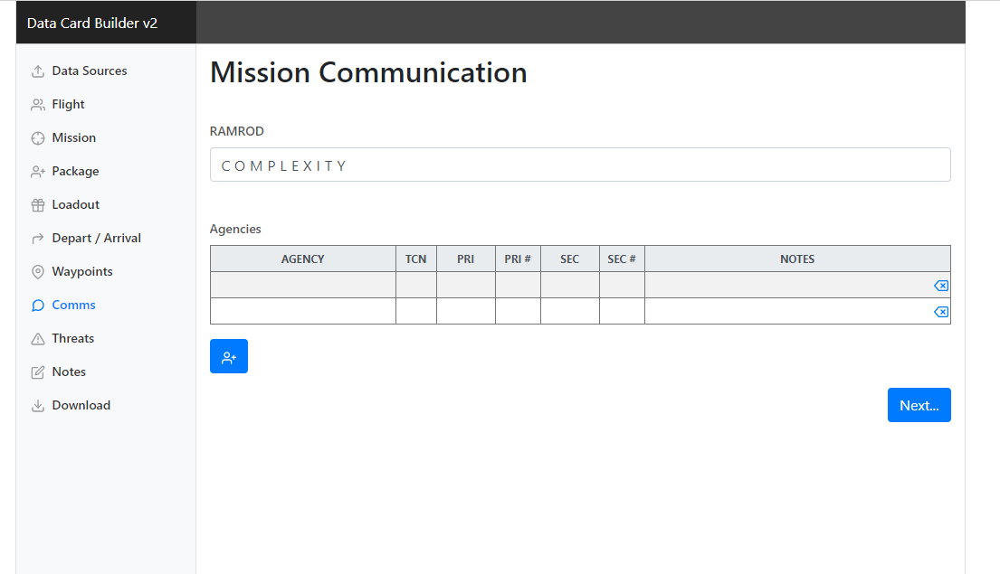 Data Card Builder v2
Data Sources
Flight
Mission
Package
Loadout
Depart / Arrival
Waypoints
Comms
Threats
Notes
Download
Mission Communication
RAMROD
COMPLEXITY
Agencies
AGENCY TCN PRI PRI # SEC SEC # NOTES
Next...